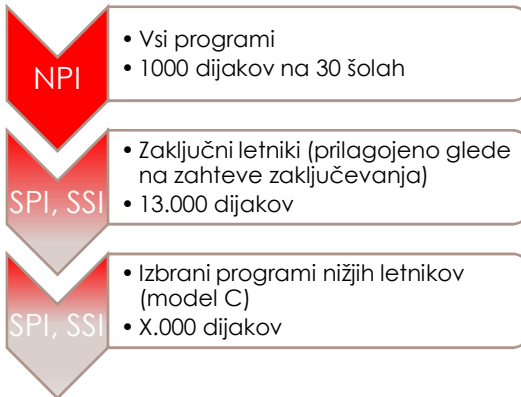 NPI
• Vsi programi
• 1000 dijakov na 30 šolah
SPI, SSI
• Zaključni letniki (prilagojeno glede
na zahteve zaključevanja)
• 13.000 dijakov
SPI, SSI
• Izbrani programi nižjih letnikov
(model C)
• X.000 dijakov